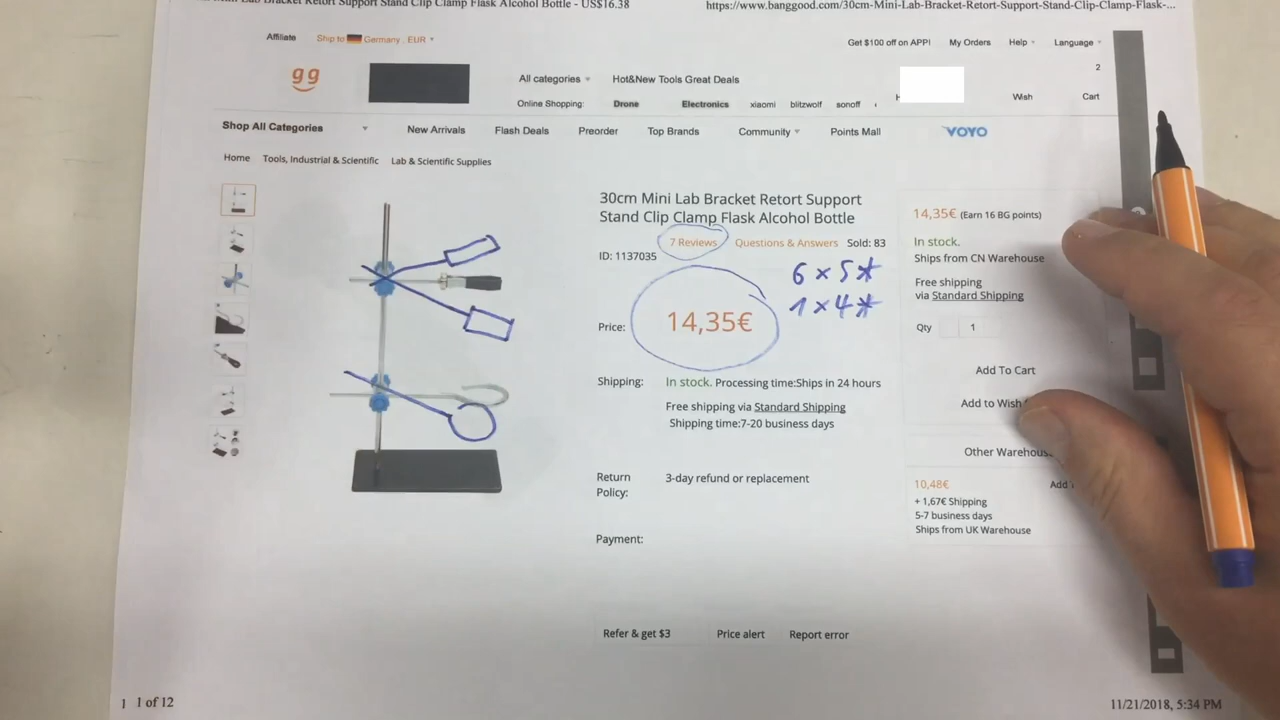 Mini Lab Bracket Retort Support Stand Clip Clamp Flask Alcohol Bottle - US$16.38
https://www.banggood.com/30cm-Mini-Lab-Bracket-Retort-Support-Stand-Clip-Clamp-Flask-...
Affiliate Ship to Germany , EUR
Get $100 off on APP! My Orders Help Language
gg
All categories Hot&New Tools Great Deals
2
Online Shopping: Drone Electronics xiaomi blitzwolf sonoff
Wish Cart
Shop All Categories New Arrivals Flash Deals Preorder Top Brands Community Points Mall VOYO
Home Tools, Industrial & Scientific Lab & Scientific Supplies
30cm Mini Lab Bracket Retort Support
Stand Clip Clamp Flask Alcohol Bottle
7 Reviews Questions & Answers Sold: 83
ID: 1137035
6 x 5*
1 x 4*
Price: 14,35€
Shipping: In stock. Processing time:Ships in 24 hours
Free shipping via Standard Shipping
Shipping time:7-20 business days
Return Policy: 3-day refund or replacement
Payment:
Refer & get $3 Price alert Report error
14,35€ (Earn 16 BG points)
In stock.
Ships from CN Warehouse
Free shipping
via Standard Shipping
Qty 1
Add To Cart
Add to Wish
Other
10,48€ Add
+ 1,67€ Shipping
5-7 business days
Ships from UK Warehouse
1 1 of 12
11/21/2018, 5:34 PM